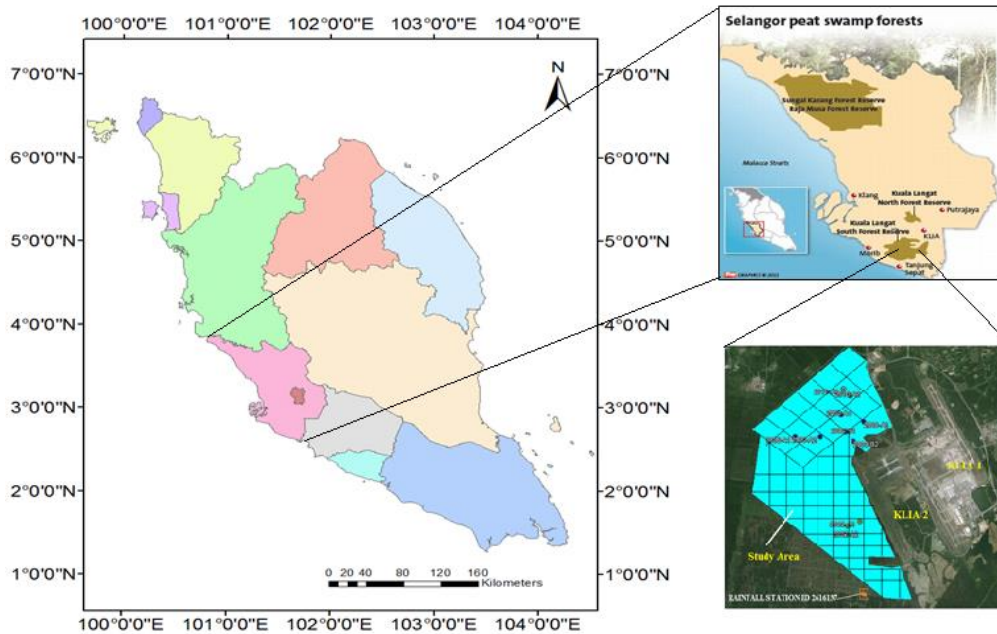 100°0'0"E 101°0'0"E 102°0'0"E 103°0'0"E 104°0'0"E
7°0'0"N
6°0'0"N
5°0'0"N
4°0'0"N
3°0'0"N
2°0'0"N
1°0'0"N
N
7°0'0"N
6°0'0"N
5°0'0"N
4°0'0"N
3°0'0"N
2°0'0"N
1°0'0"N
0 20 40 80 120 160
Kilometers
100°0'0"E 101°0'0"E 102°0'0"E 103°0'0"E 104°0'0"E
Selangor peat swamp forests
Sungai Karang Forest Reserve
Raja Musa Forest Reserve
Malacca Straits
Klang
Kuala Langat
North Forest Reserve
Putrajaya
Kuala Langat
South Forest Reserve
KLIA
Morib
Tanjung
Sepat
GRAPHICS © 2012
KLIA 1
KLIA 2
Study Area
RAINFALL STATION ID